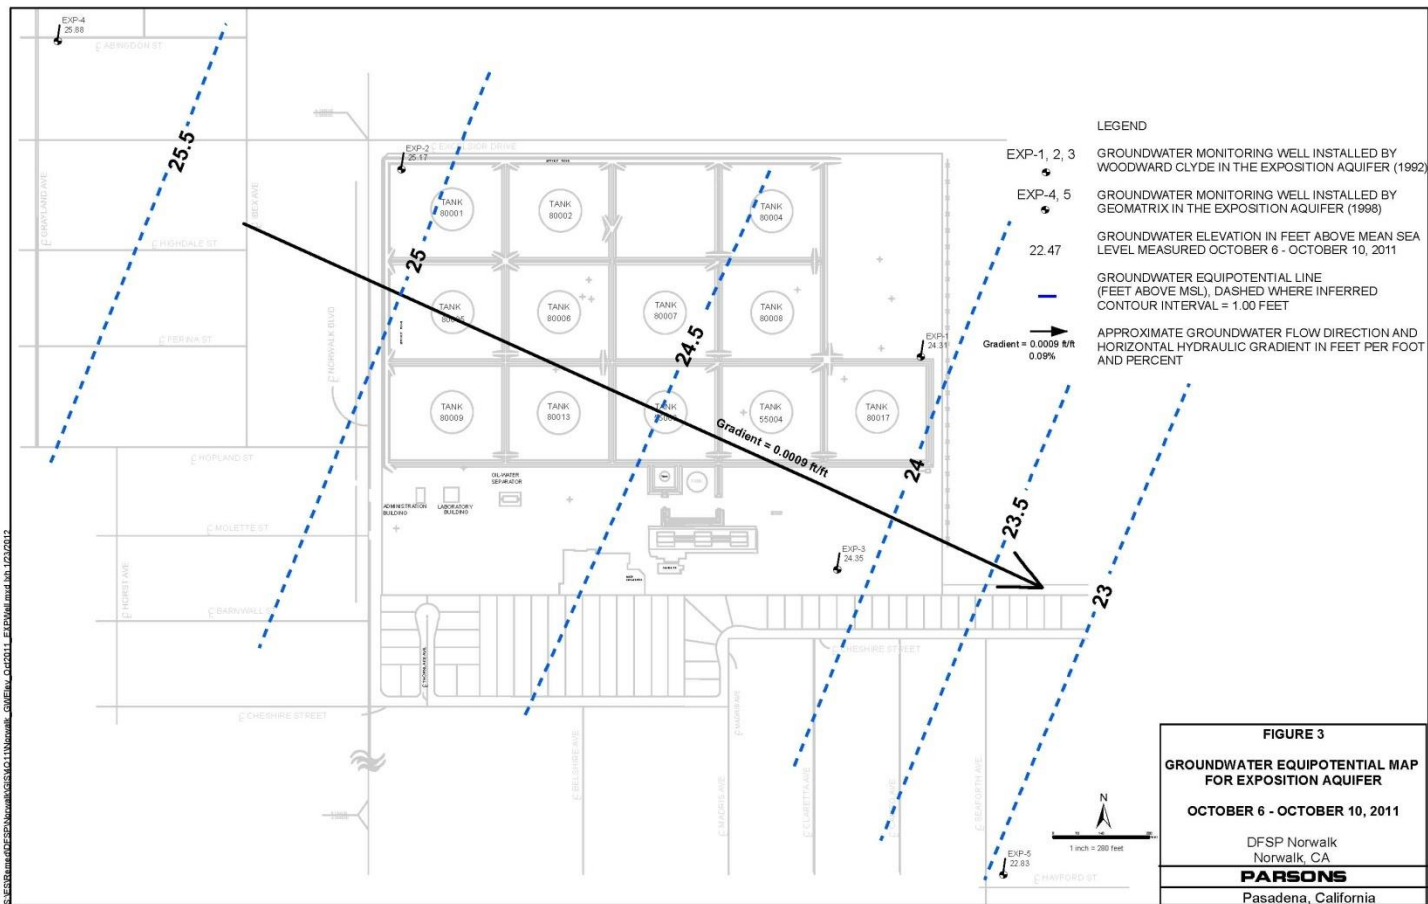 EXP-4
25.88
℄ ABINGDON ST.
25.5
℄ GRAYLAND AVE
℄ IBEX AVE
EXP-2
25.17
℄ EXCELSIOR DRIVE
℄ HIGHDALE ST.
℄ FERINA ST.
℄ NORWALK BLVD
25
TANK
80001
TANK
80002
TANK
80004
TANK
80005
TANK
80006
TANK
80007
TANK
80008
24.5
EXP-1
24.31
TANK
80009
TANK
80013
TANK
TANK
55004
TANK
80017
Gradient = 0.0009 ft/ft
24
23.5
23
℄ HOPLAND ST.
℄ MOLETTE ST.
℄ HORST AVE
℄ BARNWALL
ADMINISTRATION
BUILDING
LABORATORY
BUILDING
OIL-WATER
SEPARATOR
EXP-3
24.35
℄ CHESHIRE STREET
℄ CHESHIRE STREET
℄ BELSHIRE AVE
℄ MADRIS AVE
℄ MADRIS AVE
℄ CLARETTA AVE
℄ SEAFORTH AVE
EXP-5
22.83
℄ HAYFORD ST.
LEGEND
EXP-1, 2, 3
GROUNDWATER MONITORING WELL INSTALLED BY
WOODWARD CLYDE IN THE EXPOSITION AQUIFER (1992)
EXP-4, 5
GROUNDWATER MONITORING WELL INSTALLED BY
GEOMATRIX IN THE EXPOSITION AQUIFER (1998)
22.47
GROUNDWATER ELEVATION IN FEET ABOVE MEAN SEA
LEVEL MEASURED OCTOBER 6 - OCTOBER 10, 2011
GROUNDWATER EQUIPOTENTIAL LINE
(FEET ABOVE MSL), DASHED WHERE INFERRED
CONTOUR INTERVAL = 1.00 FEET
Gradient = 0.0009 ft/ft
0.09%
APPROXIMATE GROUNDWATER FLOW DIRECTION AND
HORIZONTAL HYDRAULIC GRADIENT IN FEET PER FOOT
AND PERCENT
N
1 inch = 280 feet
FIGURE 3
GROUNDWATER EQUIPOTENTIAL MAP
FOR EXPOSITION AQUIFER
OCTOBER 6 - OCTOBER 10, 2011
DFSP Norwalk
Norwalk, CA
PARSONS
Pasadena, California